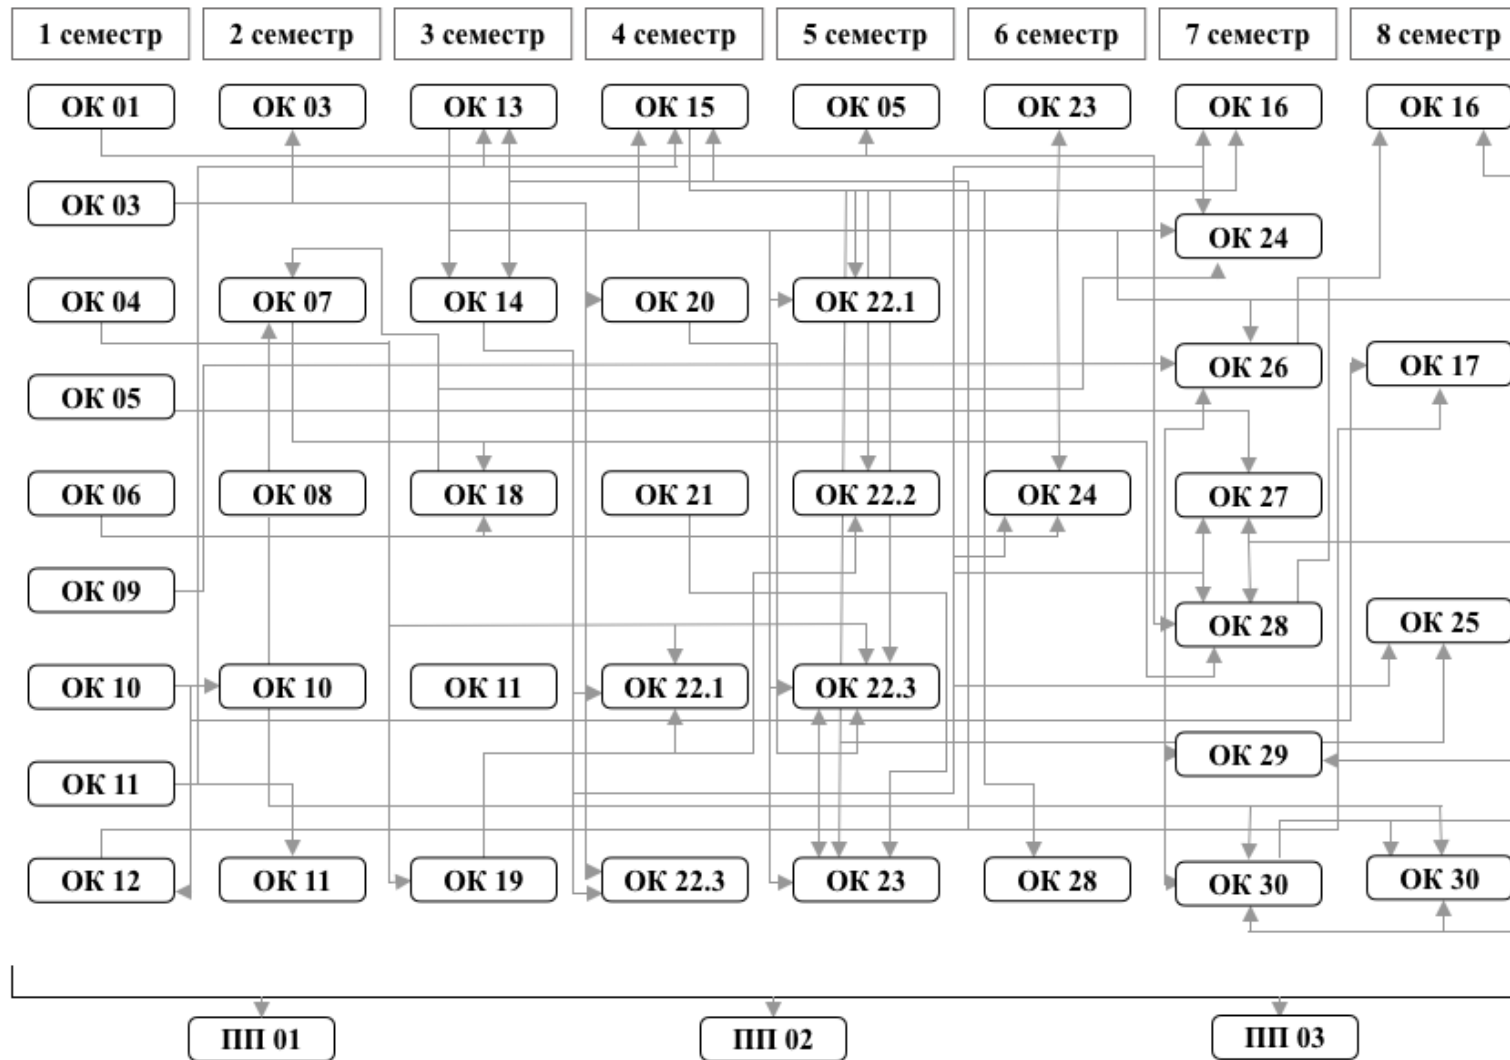 1 семестр 2 семестр 3 семестр 4 семестр 5 семестр 6 семестр 7 семестр 8 семестр
ОК 01 ОК 03 ОК 13 ОК 15 ОК 05 ОК 23 ОК 16 ОК 16
ОК 03
ОК 24
ОК 04 ОК 07 ОК 14 ОК 20 ОК 22.1
ОК 26 ОК 17
ОК 05
ОК 06 ОК 08 ОК 18 ОК 21 ОК 22.2 ОК 24 ОК 27
ОК 09
ОК 28 ОК 25
ОК 10 ОК 10 ОК 11 ОК 22.1 ОК 22.3
ОК 29
ОК 11
ОК 12 ОК 11 ОК 19 ОК 22.3 ОК 23 ОК 28 ОК 30 ОК 30
ПП 01 ПП 02 ПП 03